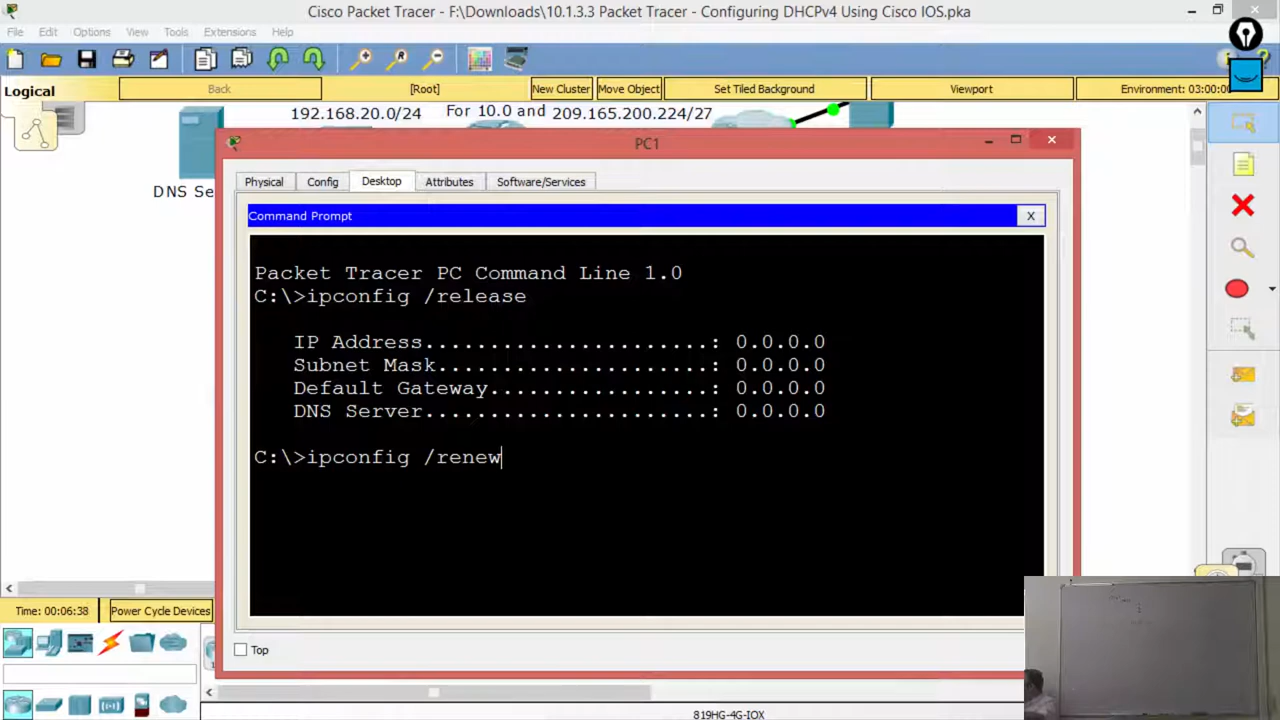 Cisco Packet Tracer - F:\Downloads\10.1.3.3 Packet Tracer - Configuring DHCPv4 Using Cisco IOS.pka
File Edit Options View Tools Extensions Help
Logical Back [Root] New Cluster Move Object Set Tiled Background Viewport Environment: 03:00:00
192.168.20.0/24 For 10.0 and 209.165.200.224/27
DNS Se
PC1
Physical Config Desktop Attributes Software/Services
Command Prompt X
Packet Tracer PC Command Line 1.0
C:\>ipconfig /release
IP Address......................: 0.0.0.0
Subnet Mask.....................: 0.0.0.0
Default Gateway.................: 0.0.0.0
DNS Server......................: 0.0.0.0
C:\>ipconfig /renew
Time: 00:06:38 Power Cycle Devices
Top
819HG-4G-IOX